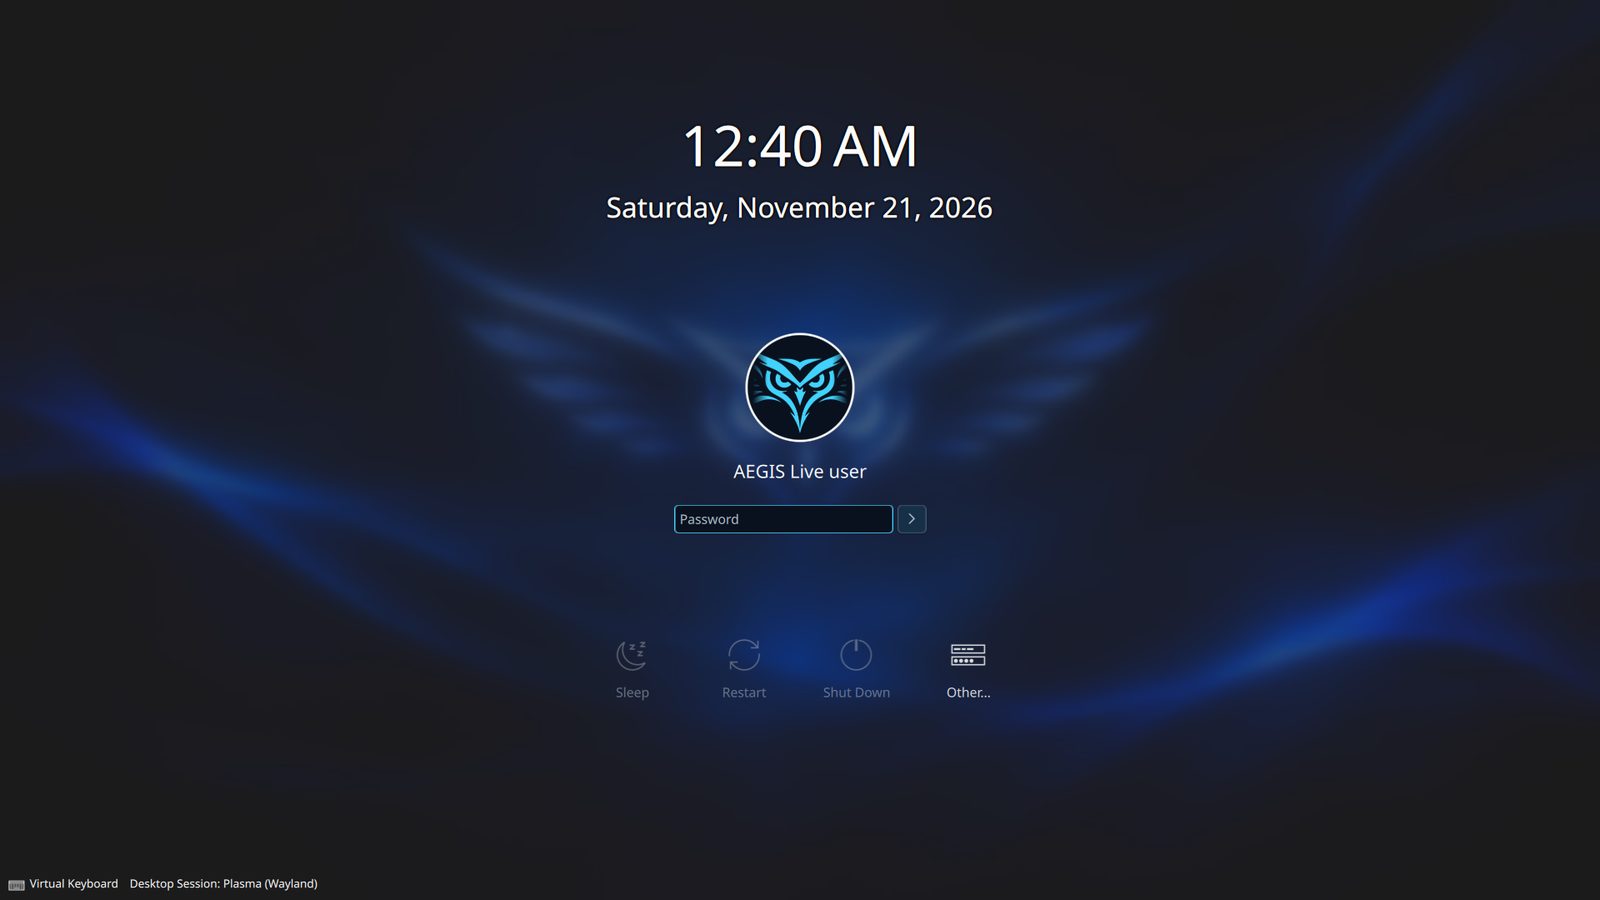 12:40 AM
Saturday, November 21, 2026
AEGIS Live user
Password
Sleep
Restart
Shut Down
Other...
Virtual Keyboard
Desktop Session: Plasma (Wayland)